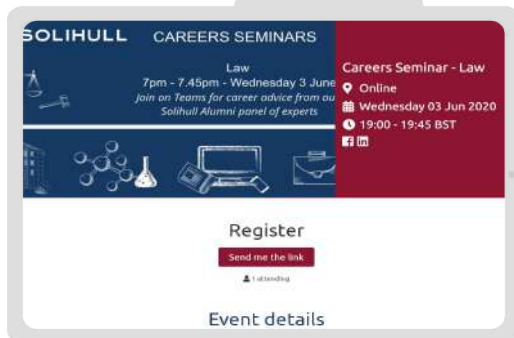 SOLIHULL CAREERS SEMINARS
Law
7pm - 7.45pm - Wednesday 3 June
Join on Teams for career advice from ou
Solihull Alumni panel of experts
Careers Seminar - Law
Online
Wednesday 03 Jun 2020
19:00 - 19:45 BST
Register
Send me the link
1 attending
Event details